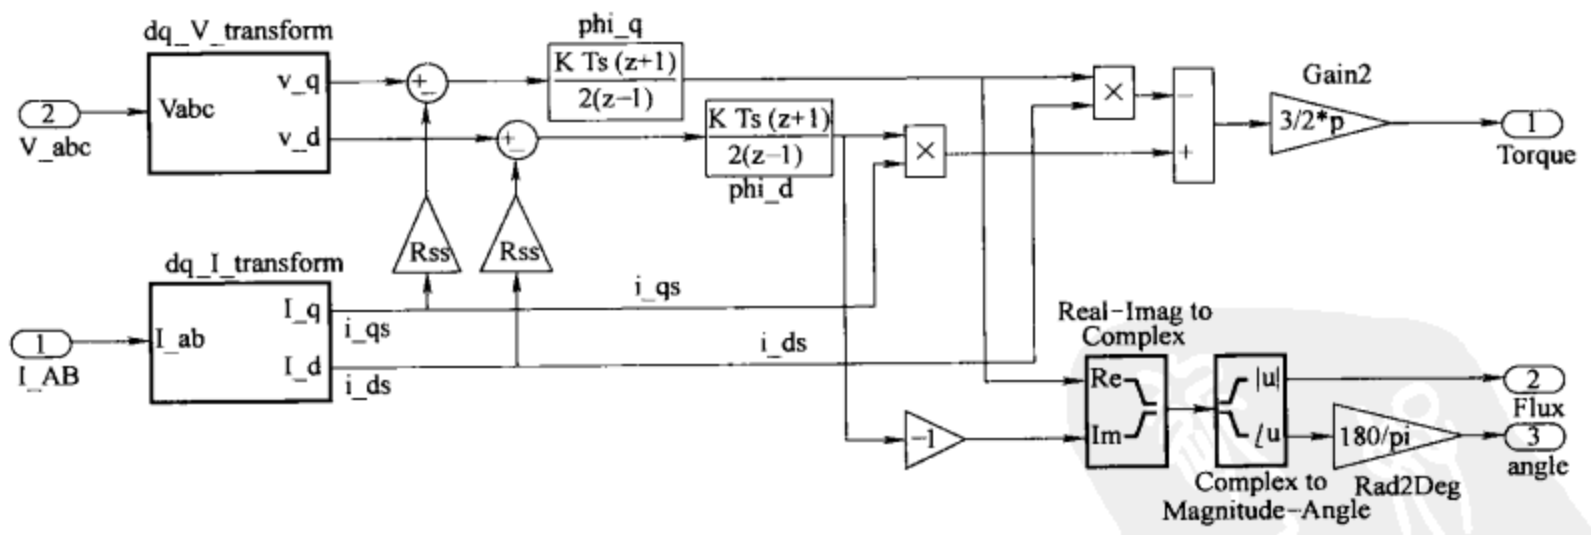 dq_V_transform
phi_q
Gain2
2
V_abc
Vabc
v_q
v_d
+
−
+
−
K Ts (z+1)
2(z−1)
K Ts (z+1)
2(z−1)
phi_d
×
×
−
+
3/2*p
1
Torque
Rss
Rss
dq_I_transform
1
I_AB
I_ab
I_q
I_d
i_qs
i_ds
i_qs
i_ds
−1
Real−Imag to
Complex
Re
Im
|u|
∠u
Complex to
Magnitude−Angle
180/pi
Rad2Deg
2
Flux
3
angle